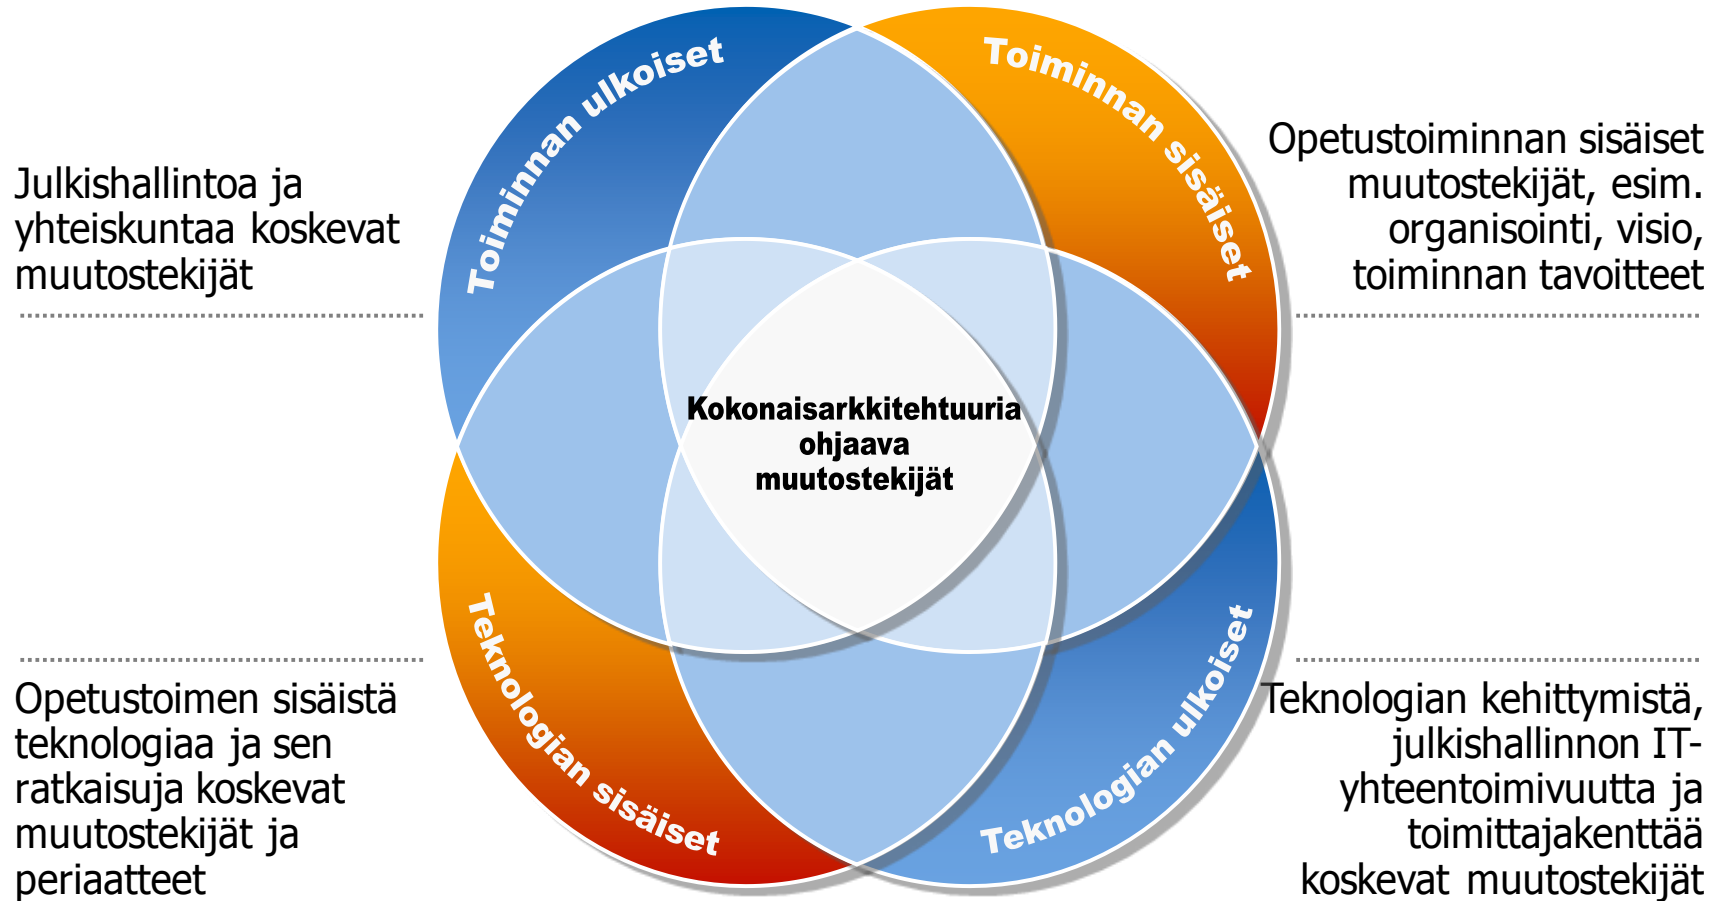 Toiminnan ulkoiset
Toiminnan sisäiset
Julkishallintoa ja
yhteiskuntaa koskevat
muutostekijät
Opetustoiminnan sisäiset
muutostekijät, esim.
organisointi, visio,
toiminnan tavoitteet
Kokonaisarkkitehtuuria
ohjaava
muutostekijät
Teknologian sisäiset
Teknologian ulkoiset
Opetustoimen sisäistä
teknologiaa ja sen
ratkaisuja koskevat
muutostekijät ja
periaatteet
Teknologian kehittymistä,
julkishallinnon IT-
yhteentoimivuutta ja
toimittajakenttää
koskevat muutostekijät